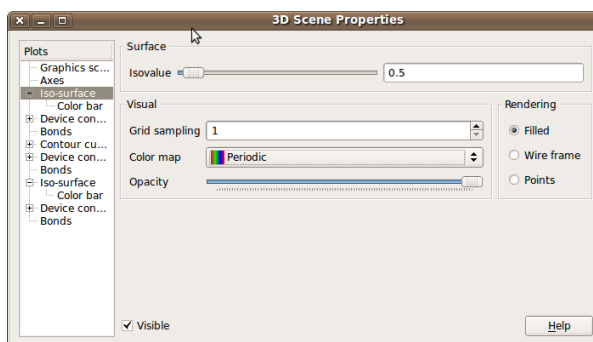 3D Scene Properties
Plots
Graphics sc...
Axes
Iso-surface
Color bar
Device con...
Bonds
Contour cu...
Device con...
Bonds
Iso-surface
Color bar
Device con...
Bonds
Surface
Isovalue 0.5
Visual
Grid sampling 1
Color map Periodic
Opacity
Rendering
Filled
Wire frame
Points
Visible
Help